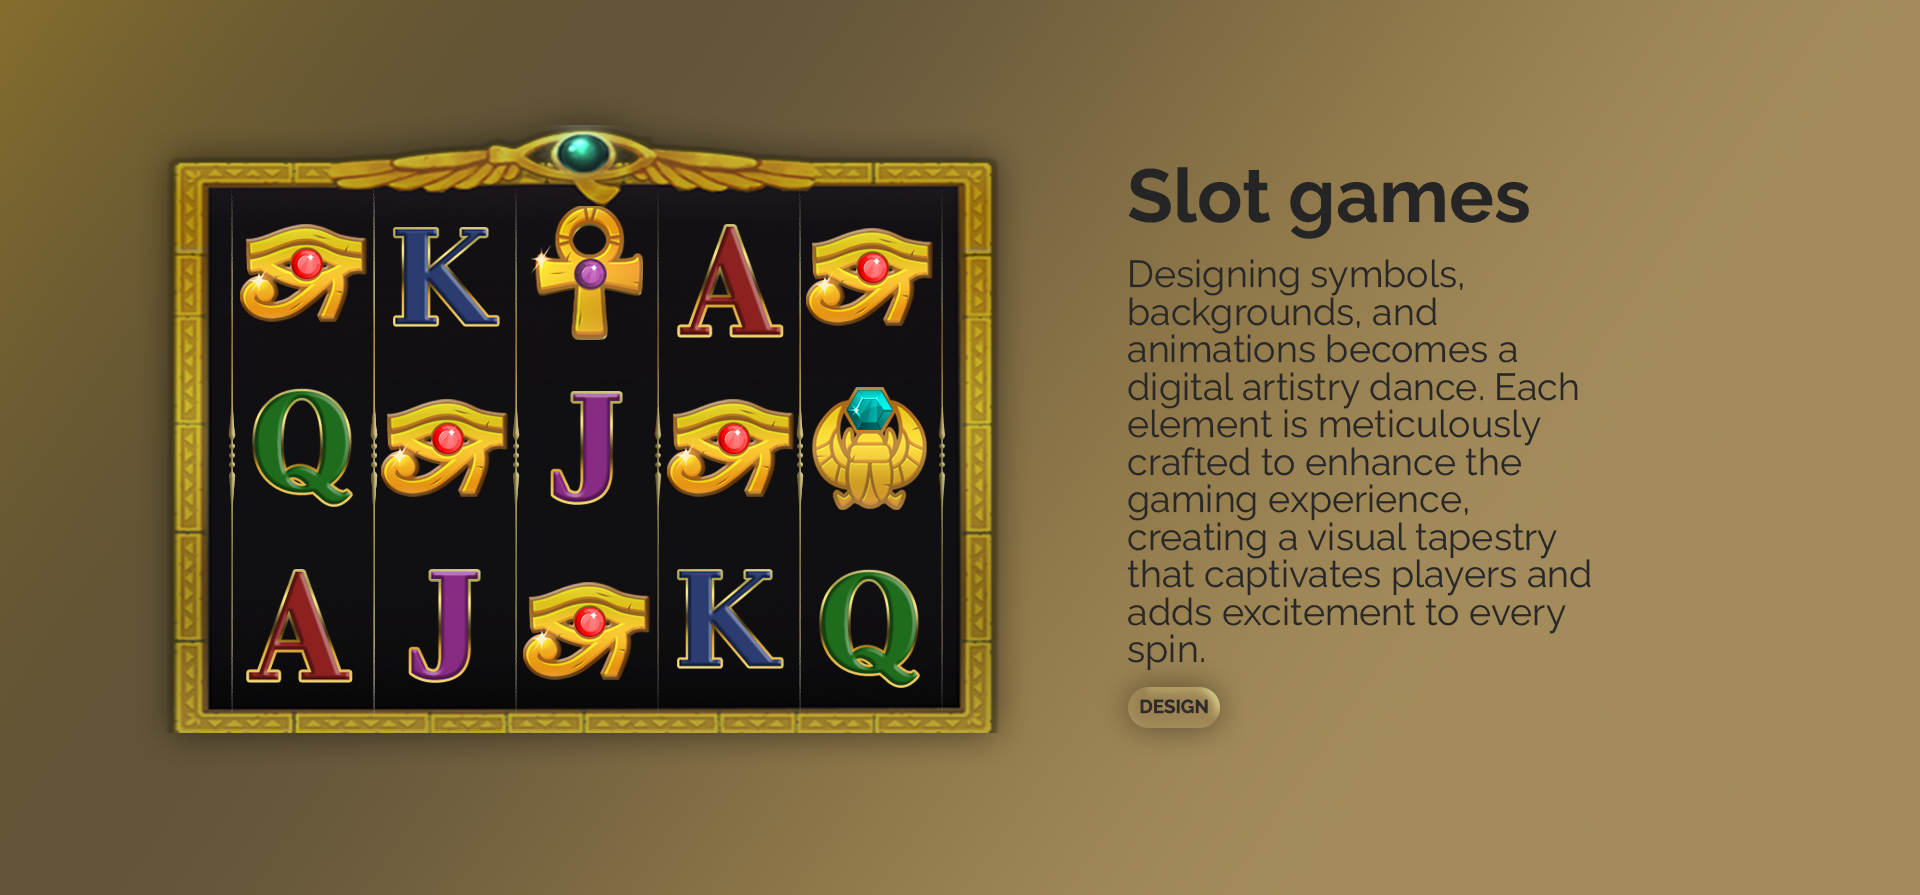 K A
Q J
A J K Q
Slot games
Designing symbols,
backgrounds, and
animations becomes a
digital artistry dance. Each
element is meticulously
crafted to enhance the
gaming experience,
creating a visual tapestry
that captivates players and
adds excitement to every
spin.
DESIGN